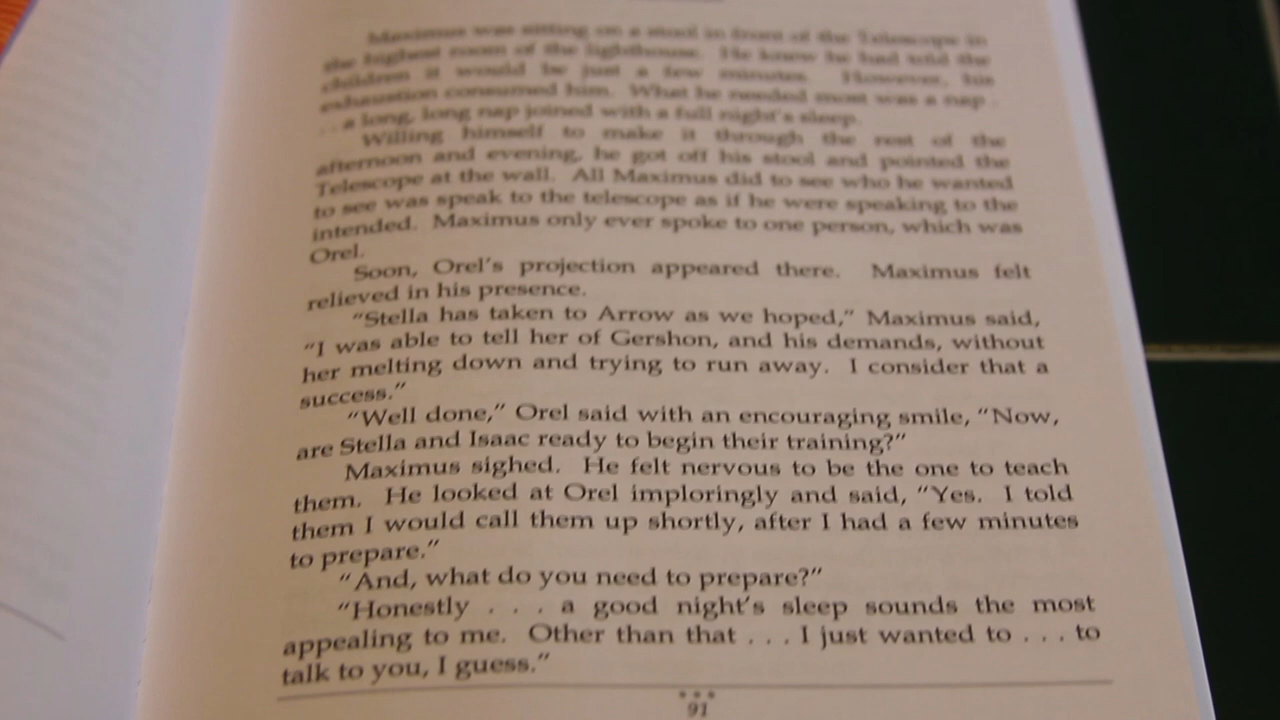 Maximus was sitting on a stool in front of the Telescope in
the highest room of the lighthouse. He knew he had told the
children it would be just a few minutes. However, his
exhaustion consumed him. What he needed most was a nap .
. . a long, long nap joined with a full night's sleep.
Willing himself to make it through the rest of the
afternoon and evening, he got off his stool and pointed the
Telescope at the wall. All Maximus did to see who he wanted
to see was speak to the telescope as if he were speaking to the
intended. Maximus only ever spoke to one person, which was
Orel.
Soon, Orel's projection appeared there. Maximus felt
relieved in his presence.
"Stella has taken to Arrow as we hoped," Maximus said,
"I was able to tell her of Gershon, and his demands, without
her melting down and trying to run away. I consider that a
success."
"Well done," Orel said with an encouraging smile, "Now,
are Stella and Isaac ready to begin their training?"
Maximus sighed. He felt nervous to be the one to teach
them. He looked at Orel imploringly and said, "Yes. I told
them I would call them up shortly, after I had a few minutes
to prepare."
"And, what do you need to prepare?"
"Honestly . . . a good night's sleep sounds the most
appealing to me. Other than that . . . I just wanted to . . . to
talk to you, I guess."
91